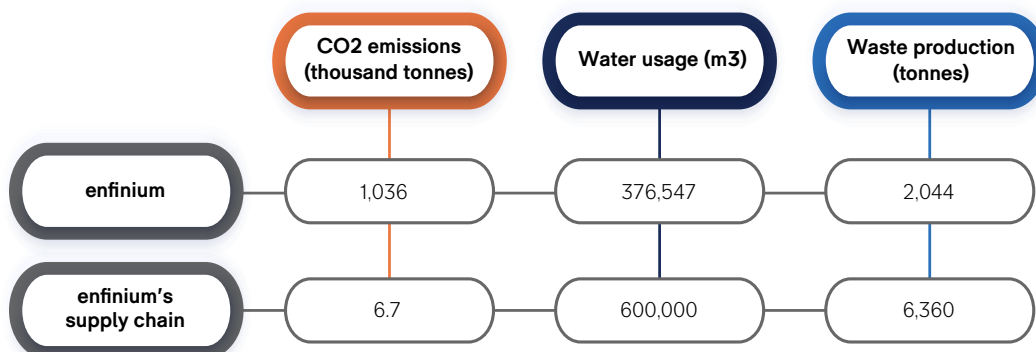 CO2 emissions
(thousand tonnes)
Water usage (m3)
Waste production
(tonnes)
enfinium
1,036
376,547
2,044
enfinium's
supply chain
6.7
600,000
6,360